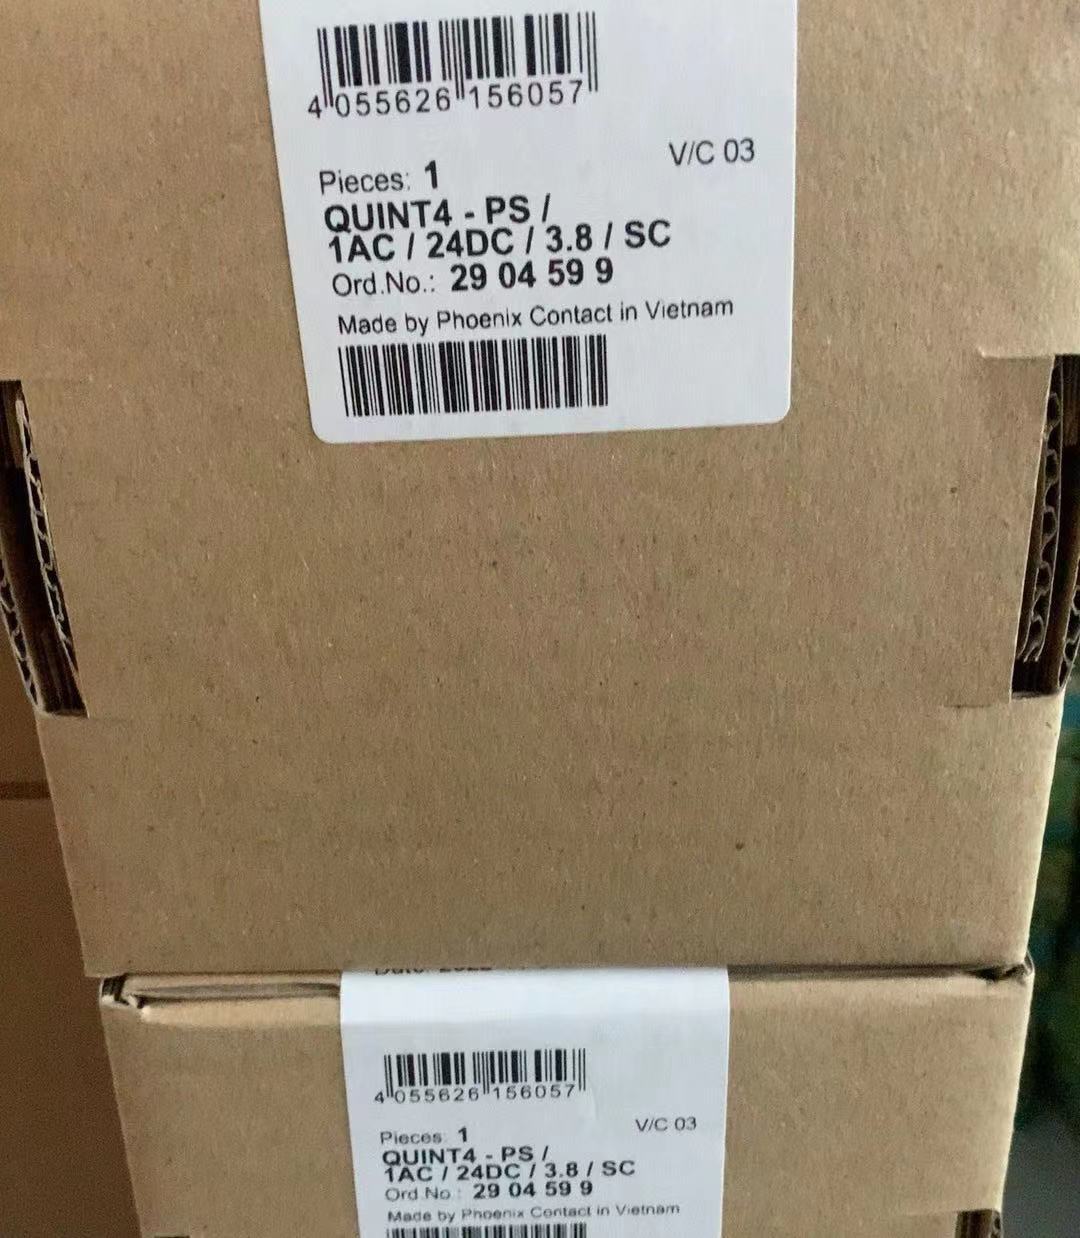 4 055626 156057
V/C 03
Pieces: 1
QUINT4 - PS /
1AC / 24DC / 3.8 / SC
Ord.No.: 29 04 59 9
Made by Phoenix Contact in Vietnam
4 055626 156057
V/C 03
Pieces: 1
QUINT4 - PS /
1AC / 24DC / 3.8 / SC
Ord.No.: 29 04 59 9
Made by Phoenix Contact in Vietnam